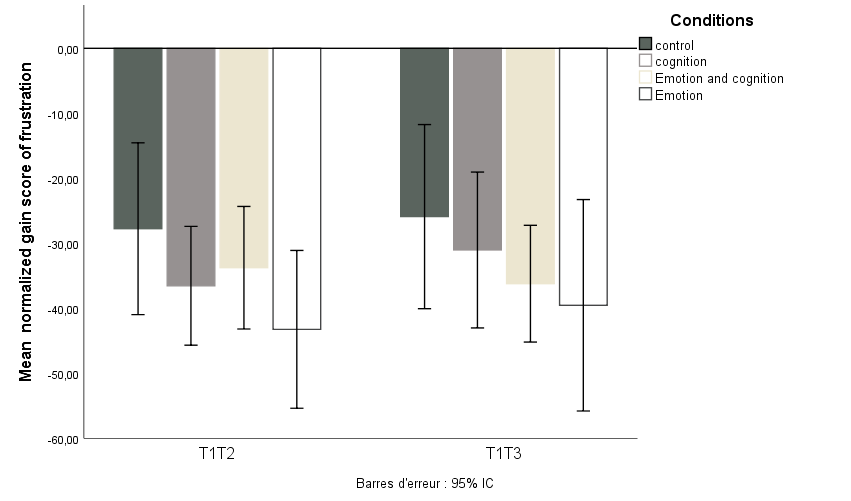 Conditions
control
cognition
Emotion and cognition
Emotion
Mean normalized gain score of frustration
0,00
-10,00
-20,00
-30,00
-40,00
-50,00
-60,00
T1T2
T1T3
Barres d'erreur : 95% IC